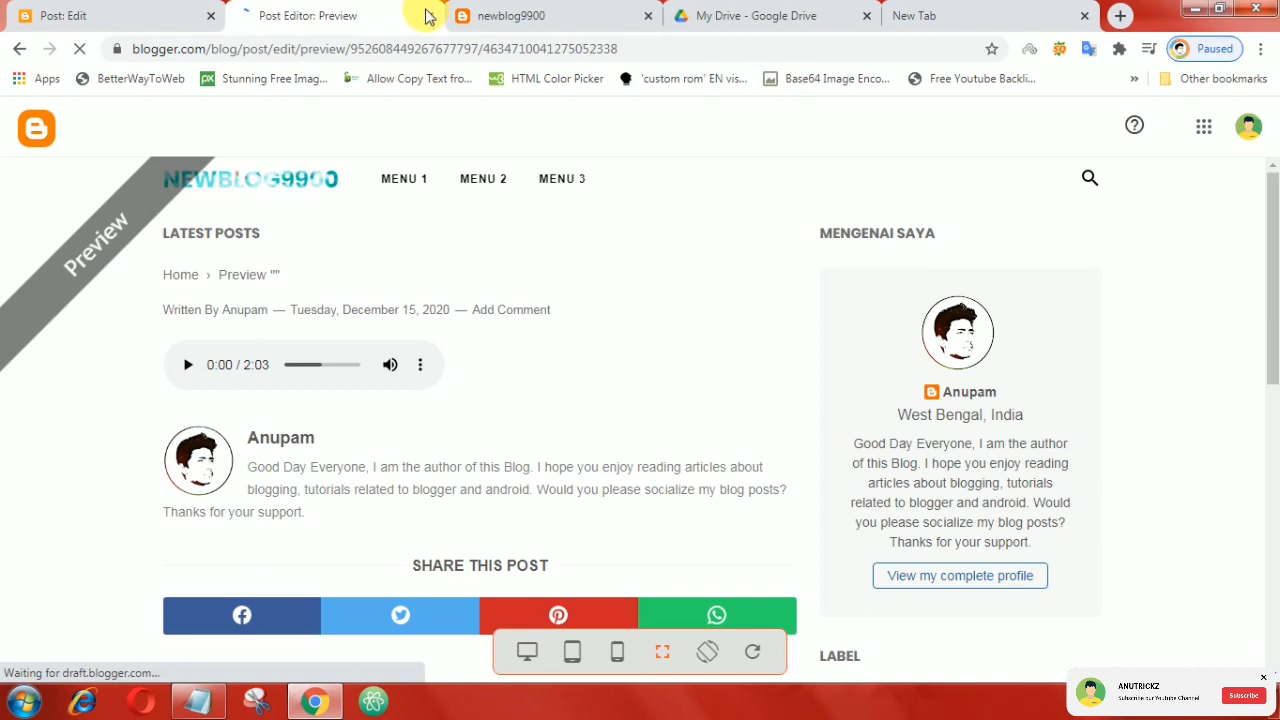 Post: Edit
Post Editor: Preview
newblog9900
My Drive - Google Drive
New Tab
blogger.com/blog/post/edit/preview/952608449267677797/4634710041275052338
Paused
Apps
BetterWayToWeb
Stunning Free Imag...
Allow Copy Text fro...
HTML Color Picker
'custom rom' EN vis...
Base64 Image Enco...
Free Youtube Backli...
»
Other bookmarks
Preview
NEWBLOG9900
MENU 1
MENU 2
MENU 3
LATEST POSTS
MENGENAI SAYA
Home › Preview ""
Written By Anupam — Tuesday, December 15, 2020 — Add Comment
0:00 / 2:03
Anupam
Good Day Everyone, I am the author of this Blog. I hope you enjoy reading articles about
blogging, tutorials related to blogger and android. Would you please socialize my blog posts?
Thanks for your support.
Anupam
West Bengal, India
Good Day Everyone, I am the author
of this Blog. I hope you enjoy reading
articles about blogging, tutorials
related to blogger and android. Would
you please socialize my blog posts?
Thanks for your support.
View my complete profile
SHARE THIS POST
LABEL
Waiting for draft.blogger.com...
ANUTRICKZ
Subscribe our Youtube Channel
Subscribe